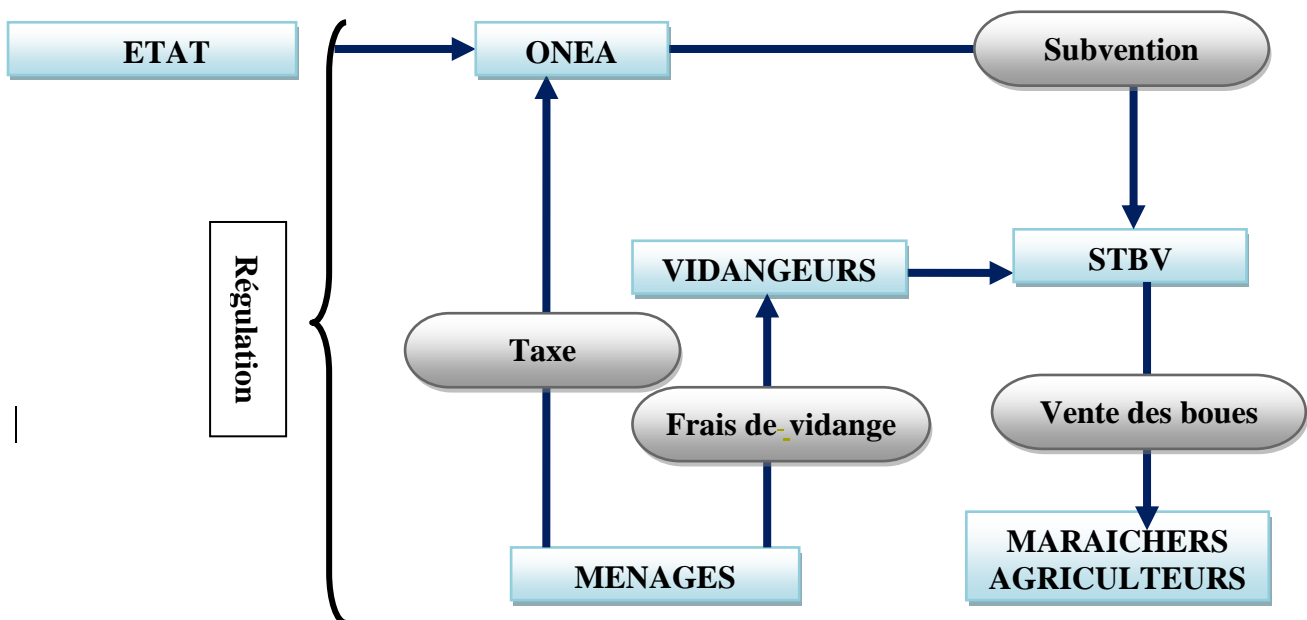 ETAT
ONEA
Subvention
Régulation
VIDANGEURS
STBV
Taxe
Frais de vidange
Vente des boues
MENAGES
MARAICHERS
AGRICULTEURS